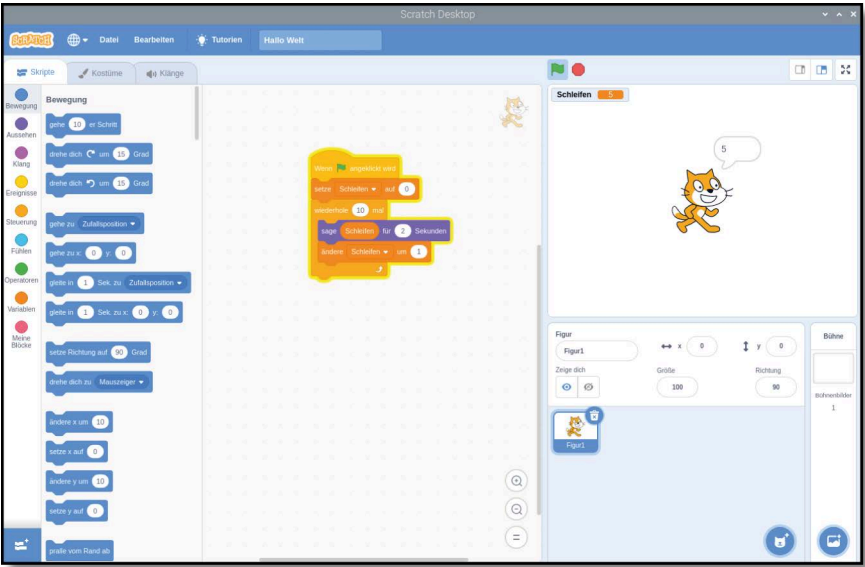 Scratch Desktop
SCRATCH
Datei Bearbeiten Tutorien Hallo Welt
Skripte Kostüme Klänge
Bewegung
Aussehen
Klang
Ereignisse
Steuerung
Fühlen
Operatoren
Variablen
Meine
Blöcke
Bewegung
gehe 10 er Schritt
drehe dich um 15 Grad
drehe dich um 15 Grad
gehe zu Zufallsposition
gehe zu x: 0 y: 0
gleite in 1 Sek. zu Zufallsposition
gleite in 1 Sek. zu x: 0 y: 0
setze Richtung auf 90 Grad
drehe dich zu Mauszeiger
ändere x um 10
setze x auf 0
ändere y um 10
setze y auf 0
pralle vom Rand ab
Wenn angeklickt wird
setze Schleifen auf 0
wiederhole 10 mal
sage Schleifen für 2 Sekunden
ändere Schleifen um 1
Schleifen 5
5
Figur
Figur1
x 0
y 0
Zeige dich
Größe
100
Richtung
90
Figur1
Bühne
Bühnenbilder
1